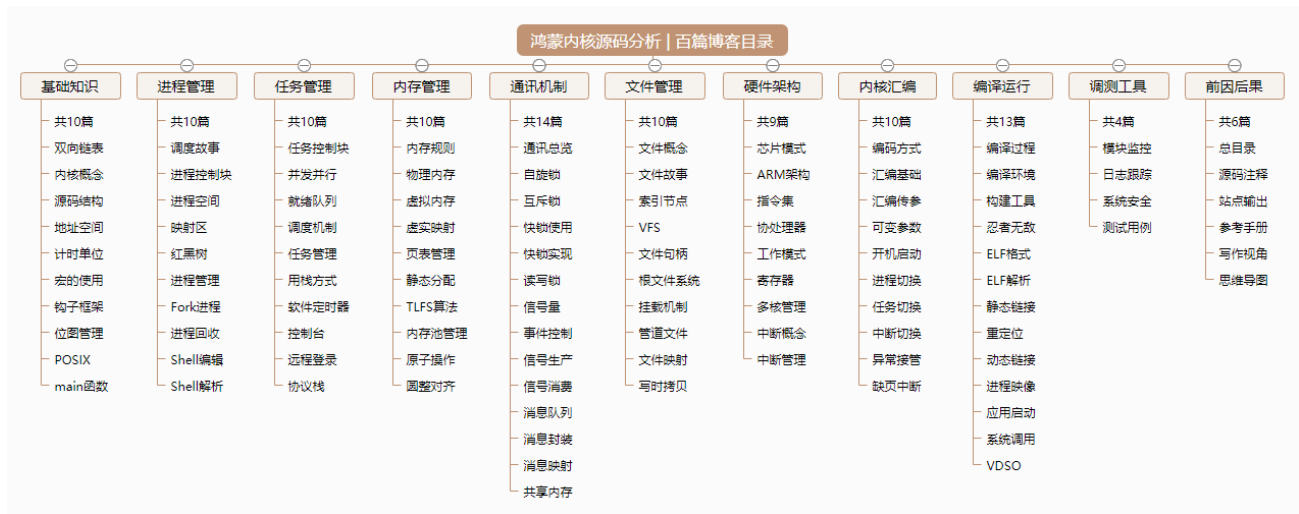 鸿蒙内核源码分析 | 百篇博客目录
基础知识
共10篇
双向链表
内核概念
源码结构
地址空间
计时单位
宏的使用
钩子框架
位图管理
POSIX
main函数
进程管理
共10篇
调度故事
进程控制块
进程空间
映射区
红黑树
进程管理
Fork进程
进程回收
Shell编辑
Shell解析
任务管理
共10篇
任务控制块
并发并行
就绪队列
调度机制
任务管理
用栈方式
软件定时器
控制台
远程登录
协议栈
内存管理
共10篇
内存规则
物理内存
虚拟内存
虚实映射
页表管理
静态分配
TLFS算法
内存池管理
原子操作
圆整对齐
通讯机制
共14篇
通讯总览
自旋锁
互斥锁
快锁使用
快锁实现
读写锁
信号量
事件控制
信号生产
信号消费
消息队列
消息封装
消息映射
共享内存
文件管理
共10篇
文件概念
文件故事
索引节点
VFS
文件句柄
根文件系统
挂载机制
管道文件
文件映射
写时拷贝
硬件架构
共9篇
芯片模式
ARM架构
指令集
协处理器
工作模式
寄存器
多核管理
中断概念
中断管理
内核汇编
共10篇
编码方式
汇编基础
汇编传参
可变参数
开机启动
进程切换
任务切换
中断切换
异常接管
缺页中断
编译运行
共13篇
编译过程
编译环境
构建工具
忍者无敌
ELF格式
ELF解析
静态链接
重定位
动态链接
进程映像
应用启动
系统调用
VDSO
调测工具
共4篇
模块监控
日志跟踪
系统安全
测试用例
前因后果
共6篇
总目录
源码注释
站点输出
参考手册
写作视角
思维导图